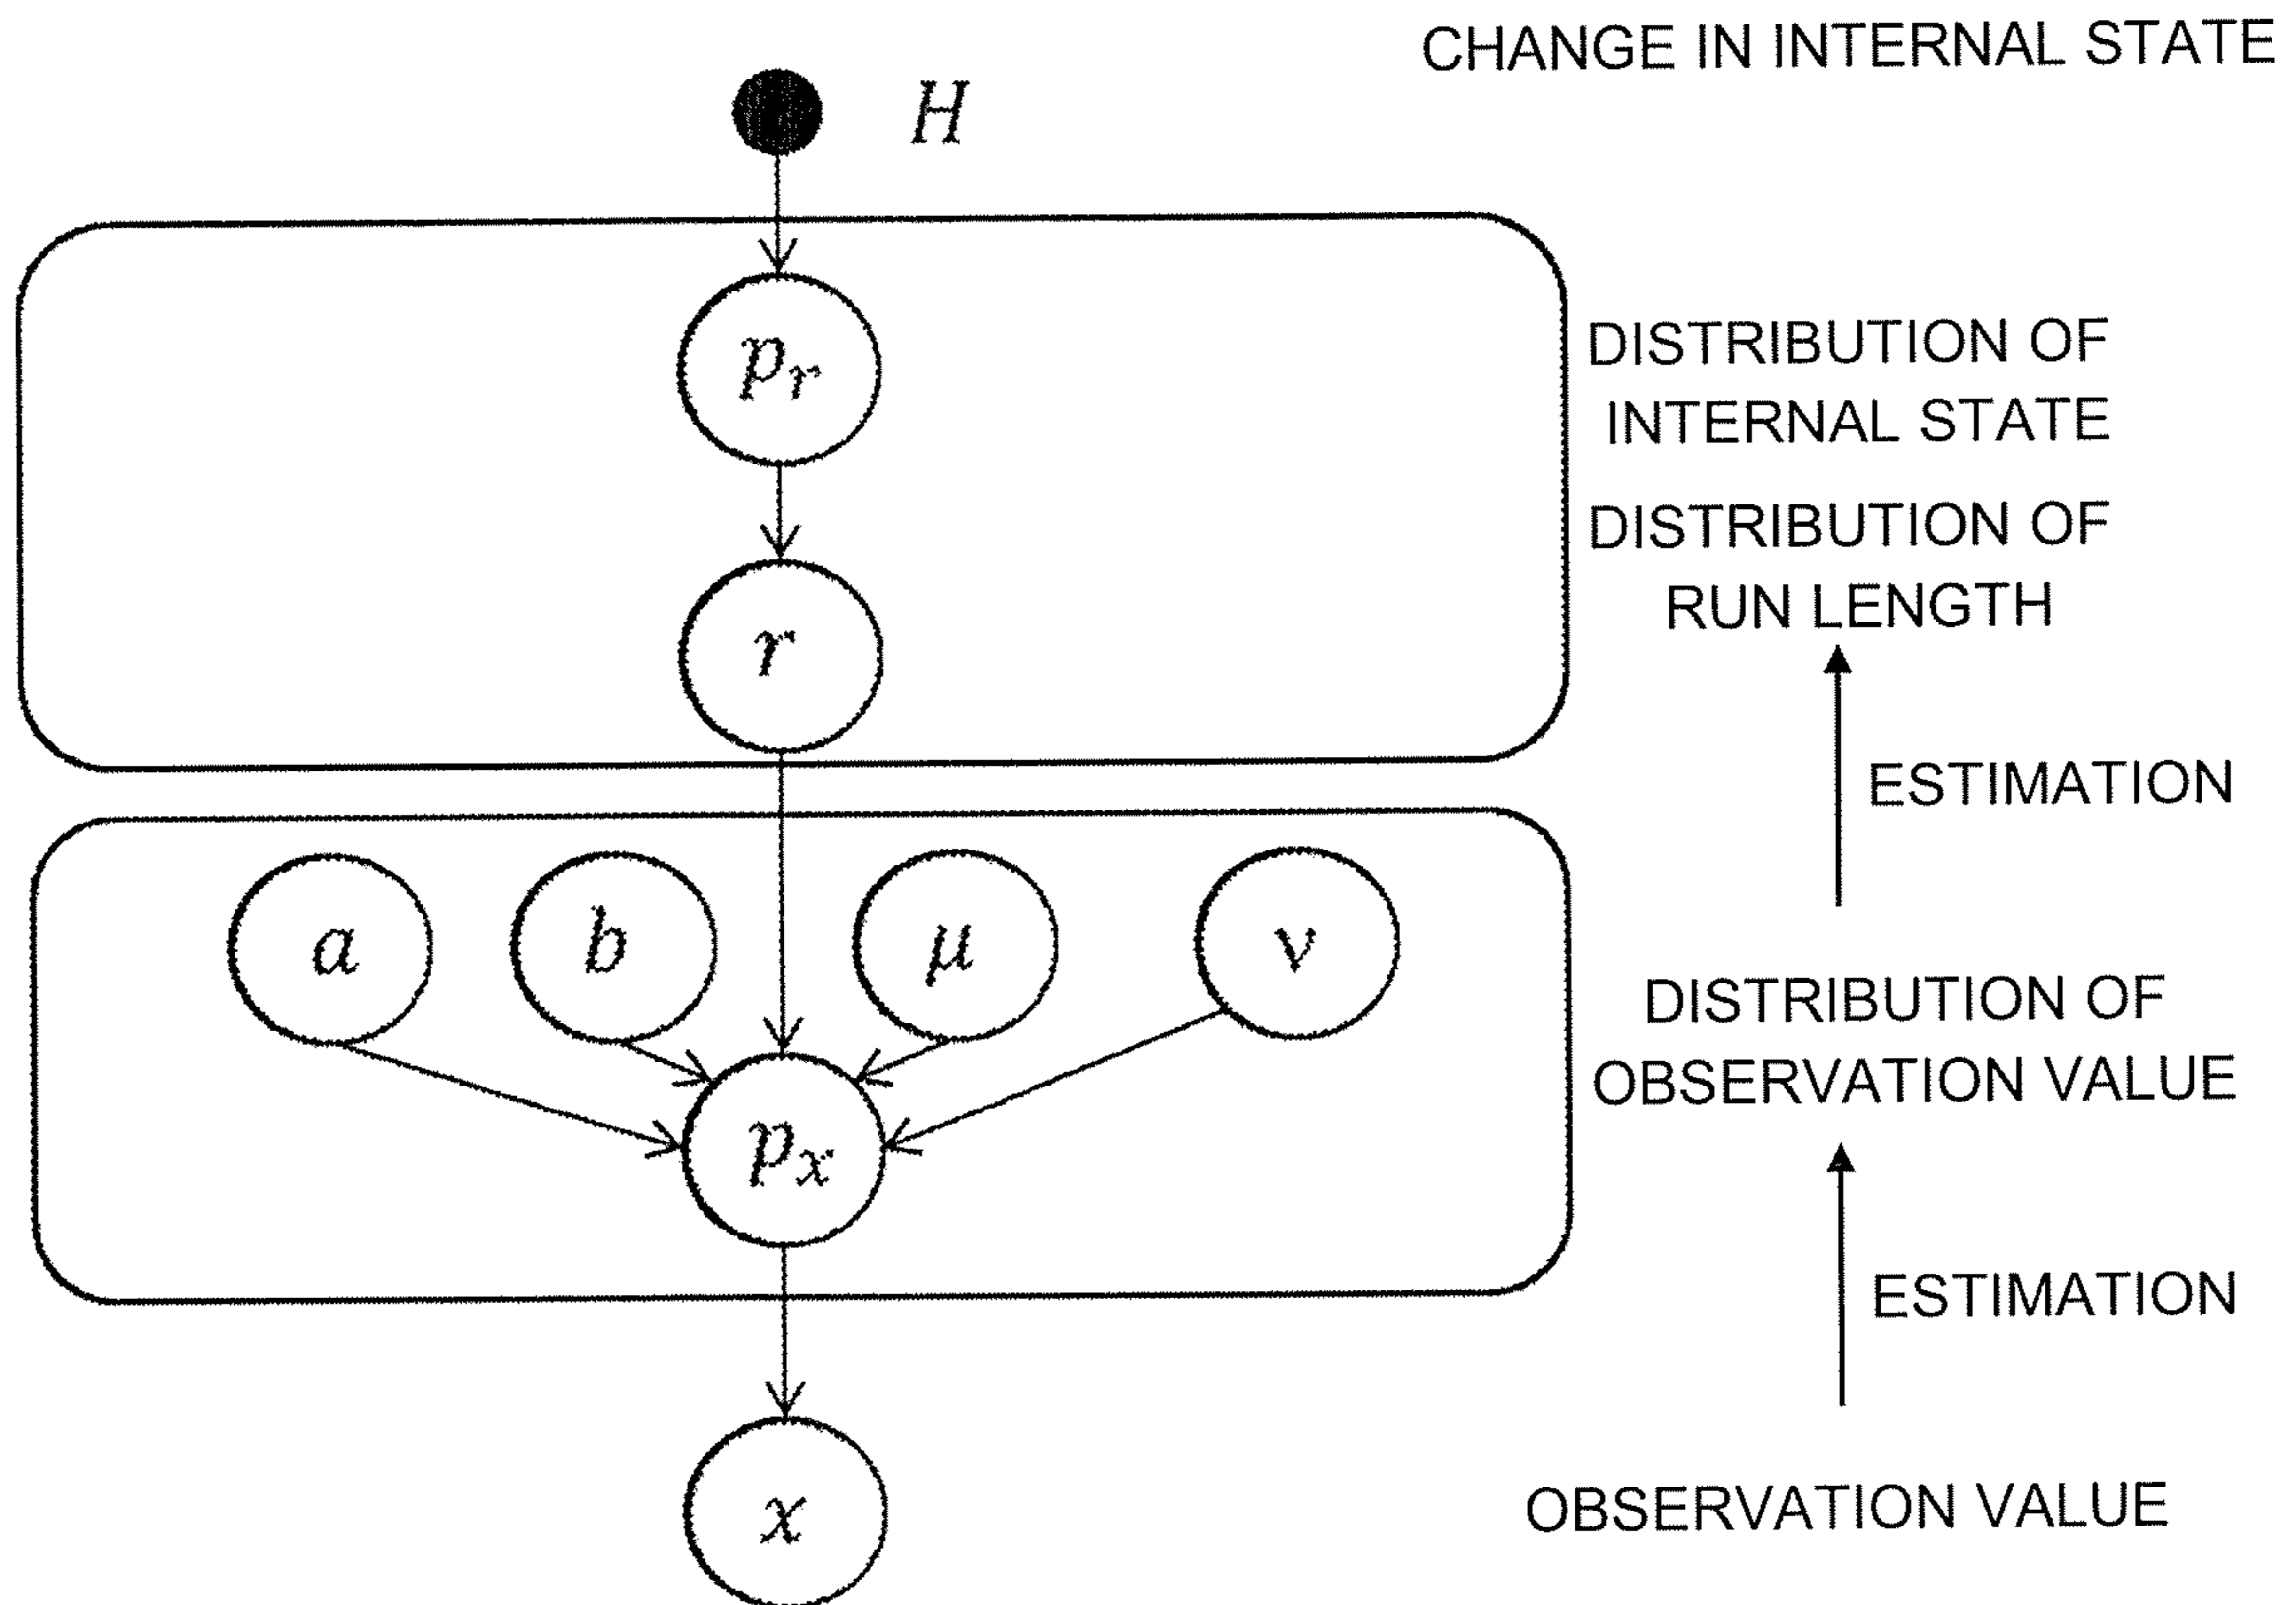 CHANGE IN INTERNAL STATE
H
p_r
DISTRIBUTION OF
INTERNAL STATE
DISTRIBUTION OF
RUN LENGTH
r
ESTIMATION
a b μ ν
DISTRIBUTION OF
OBSERVATION VALUE
p_x
ESTIMATION
x
OBSERVATION VALUE